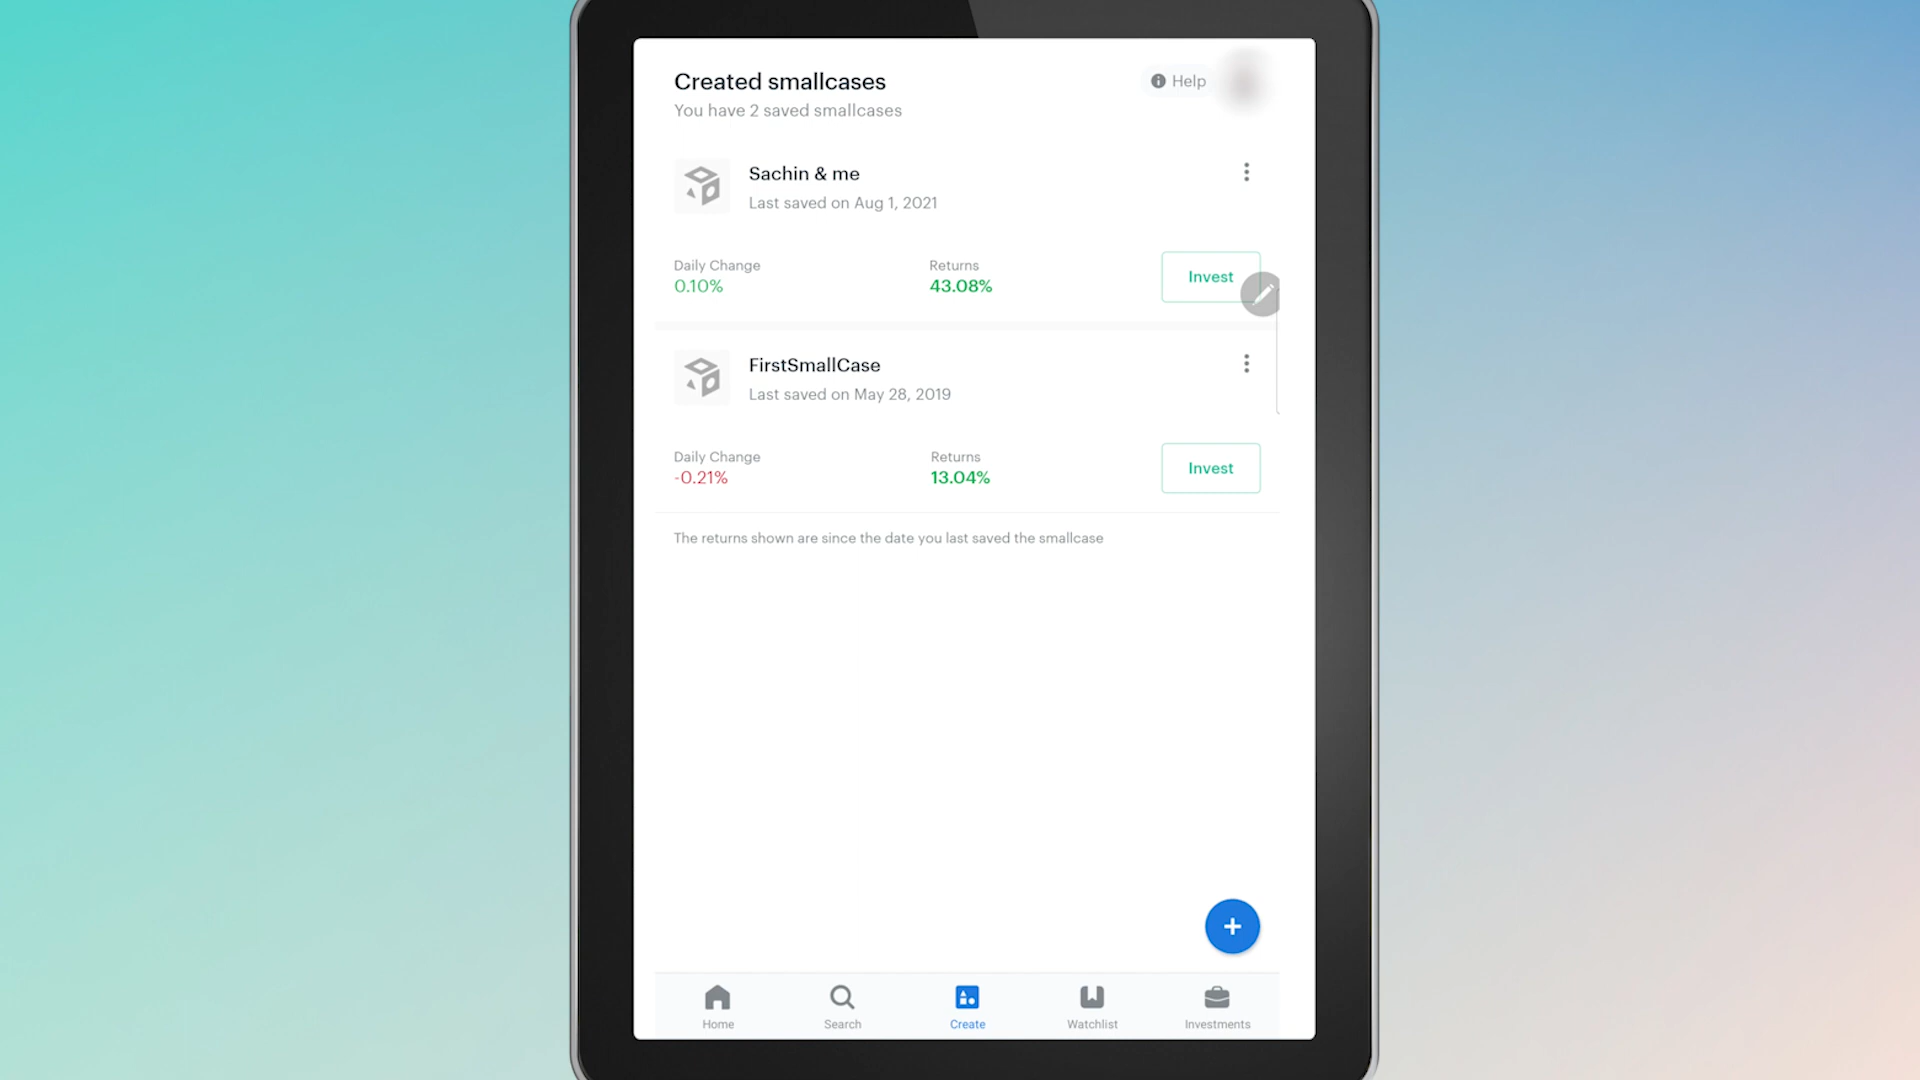 Created smallcases
Help
You have 2 saved smallcases
Sachin & me
Last saved on Aug 1, 2021
Daily Change
Returns
0.10%
43.08%
Invest
FirstSmallCase
Last saved on May 28, 2019
Daily Change
Returns
-0.21%
13.04%
Invest
The returns shown are since the date you last saved the smallcase
Home
Search
Create
Watchlist
Investments